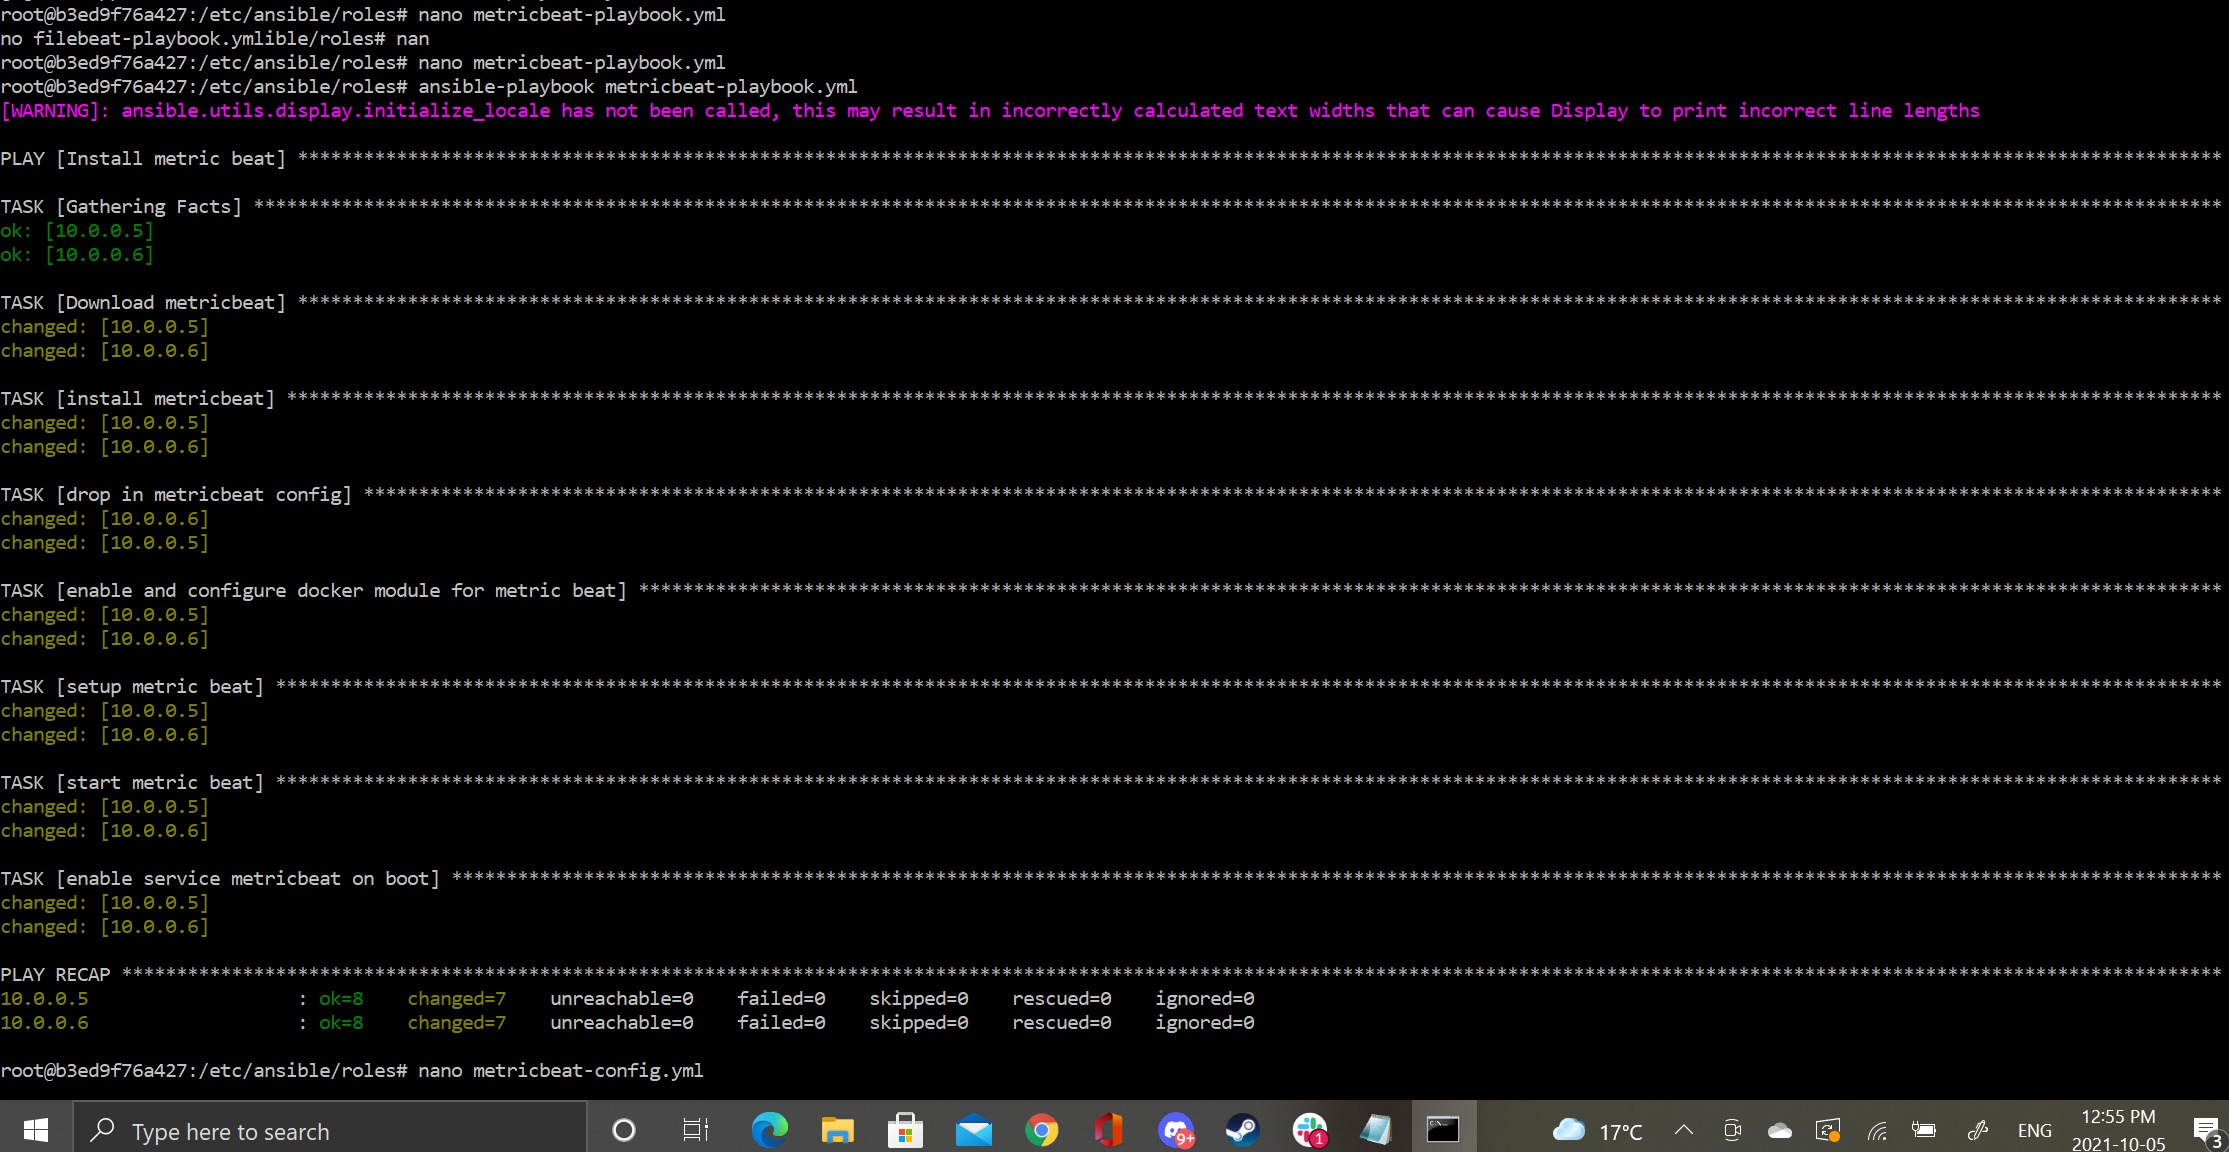 root@b3ed9f76a427:/etc/ansible/roles# nano metricbeat-playbook.yml
no filebeat-playbook.ymlible/roles# nan
root@b3ed9f76a427:/etc/ansible/roles# nano metricbeat-playbook.yml
root@b3ed9f76a427:/etc/ansible/roles# ansible-playbook metricbeat-playbook.yml
[WARNING]: ansible.utils.display.initialize_locale has not been called, this may result in incorrectly calculated text widths that can cause Display to print incorrect line lengths
PLAY [Install metric beat] ******************************************************************************************************************************************************************************
TASK [Gathering Facts] **********************************************************************************************************************************************************************************
ok: [10.0.0.5]
ok: [10.0.0.6]
TASK [Download metricbeat] ******************************************************************************************************************************************************************************
changed: [10.0.0.5]
changed: [10.0.0.6]
TASK [install metricbeat] *******************************************************************************************************************************************************************************
changed: [10.0.0.5]
changed: [10.0.0.6]
TASK [drop in metricbeat config] ************************************************************************************************************************************************************************
changed: [10.0.0.6]
changed: [10.0.0.5]
TASK [enable and configure docker module for metric beat] ***********************************************************************************************************************************************
changed: [10.0.0.5]
changed: [10.0.0.6]
TASK [setup metric beat] ********************************************************************************************************************************************************************************
changed: [10.0.0.5]
changed: [10.0.0.6]
TASK [start metric beat] ********************************************************************************************************************************************************************************
changed: [10.0.0.5]
changed: [10.0.0.6]
TASK [enable service metricbeat on boot] ****************************************************************************************************************************************************************
changed: [10.0.0.5]
changed: [10.0.0.6]
PLAY RECAP **********************************************************************************************************************************************************************************************
10.0.0.5                   : ok=8    changed=7    unreachable=0    failed=0    skipped=0    rescued=0    ignored=0
10.0.0.6                   : ok=8    changed=7    unreachable=0    failed=0    skipped=0    rescued=0    ignored=0
root@b3ed9f76a427:/etc/ansible/roles# nano metricbeat-config.yml
Type here to search
9+
1
17°C
ENG
12:55 PM
2021-10-05
3